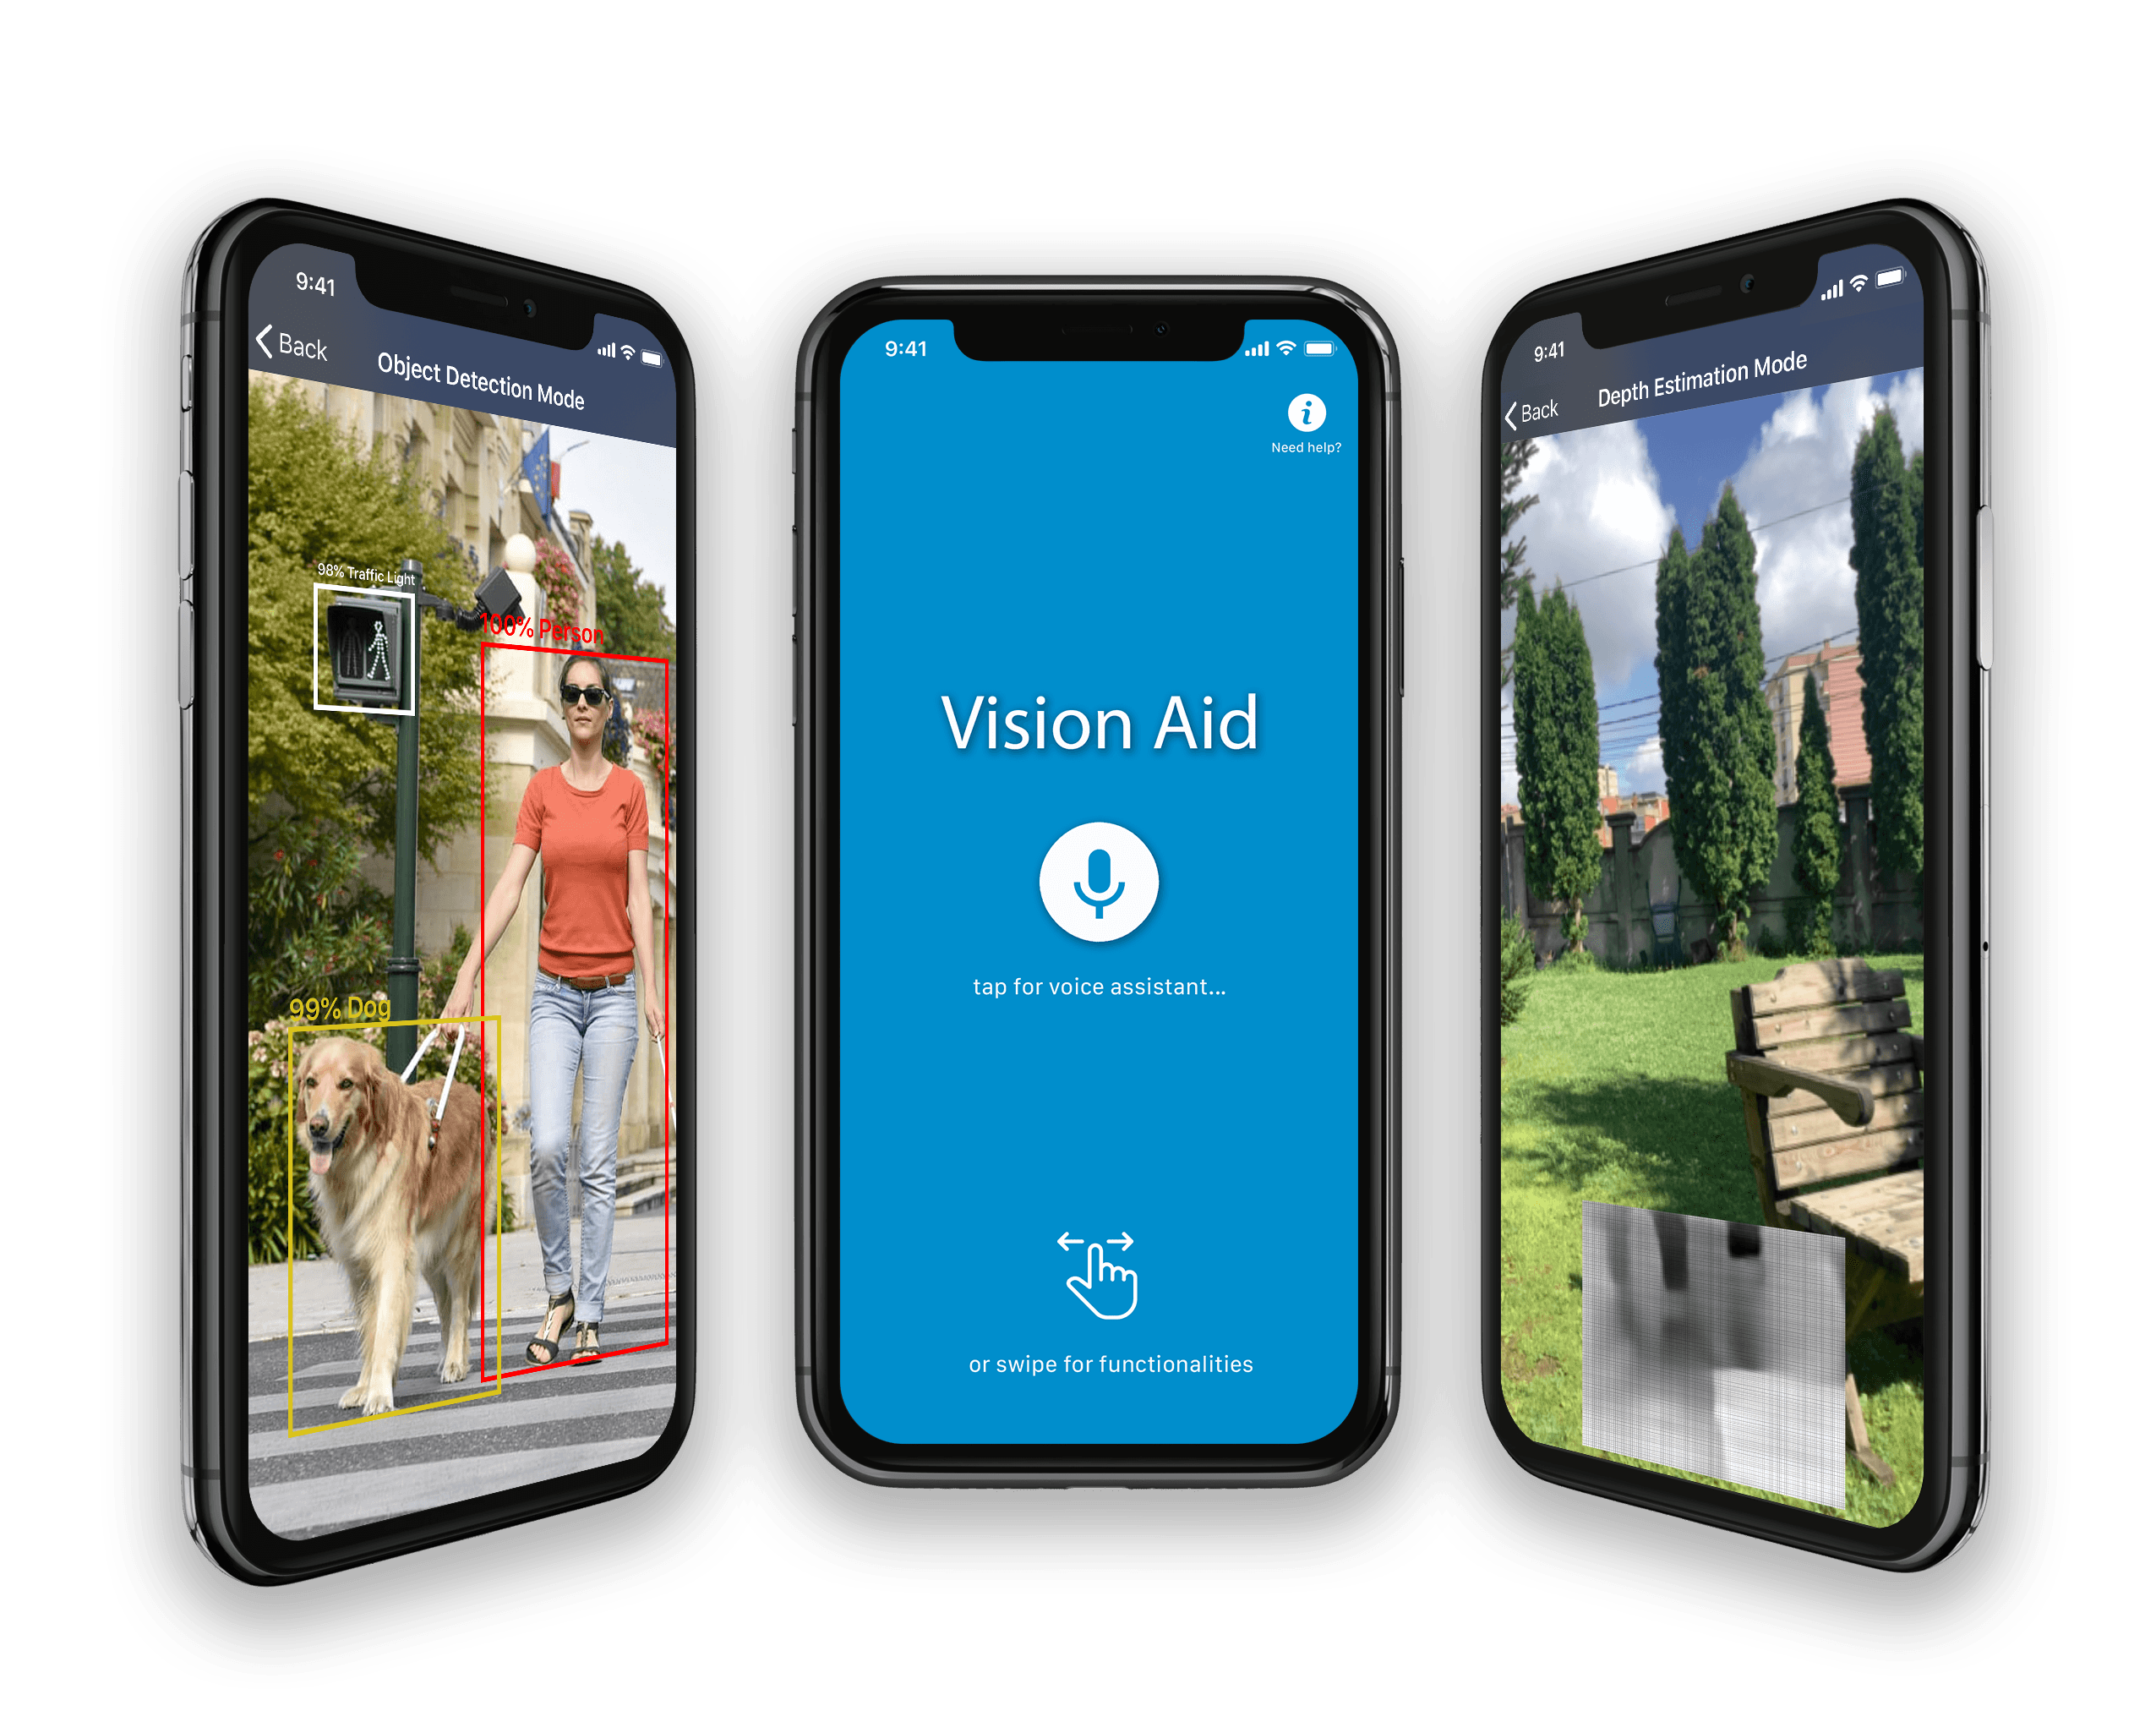 9:41
Back
Object Detection Mode
98% Traffic Light
100% Person
99% Dog
9:41
Need help?
Vision Aid
tap for voice assistant...
or swipe for functionalities
9:41
Back
Depth Estimation Mode